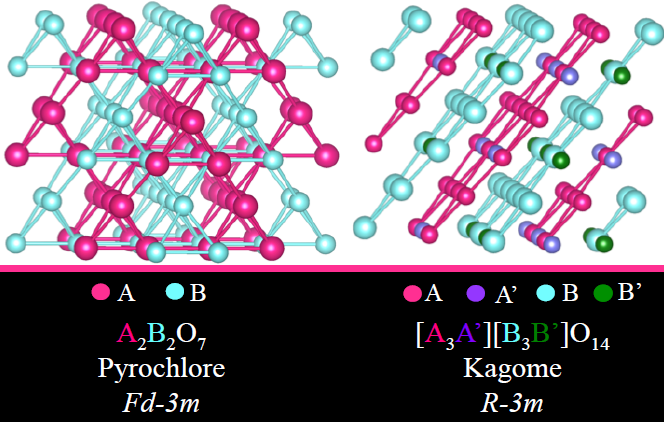 A B
A₂B₂O₇
Pyrochlore
Fd-3m
A A’ B B’
[A₃A’][B₃B’]O₁₄
Kagome
R-3m